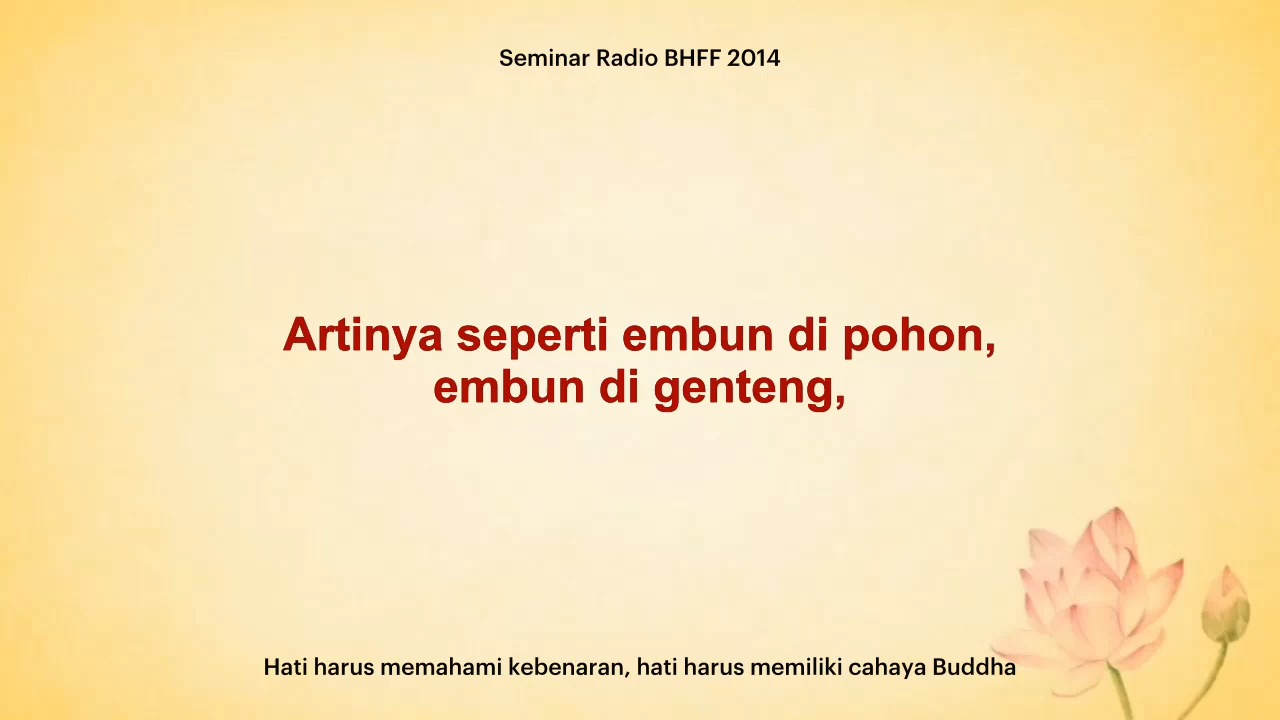 Seminar Radio BHFF 2014
Artinya seperti embun di pohon,
embun di genteng,
Hati harus memahami kebenaran, hati harus memiliki cahaya Buddha